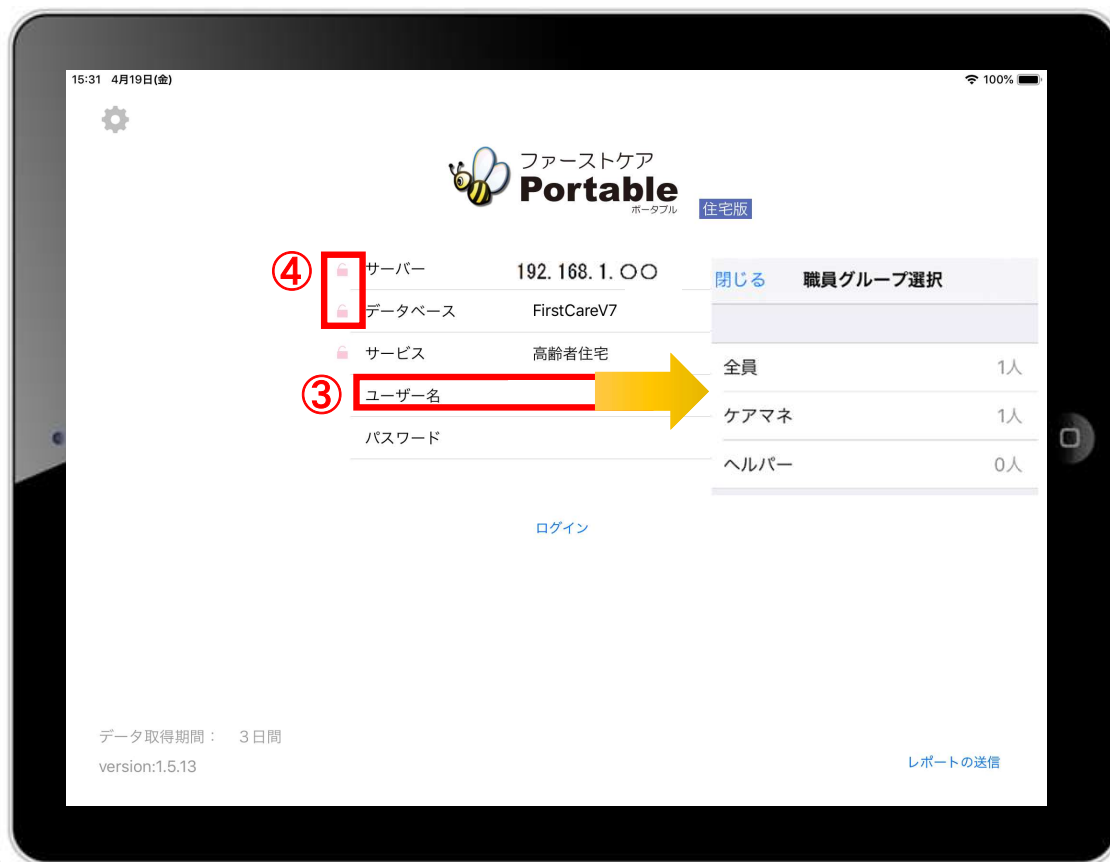 15:31 4月19日(金)
100%
ファーストケア
Portable
ポータブル
住宅版
④
サーバー 192.168.1.〇〇
データベース FirstCareV7
サービス 高齢者住宅
③
ユーザー名
パスワード
ログイン
閉じる 職員グループ選択
全員 1人
ケアマネ 1人
ヘルパー 0人
データ取得期間： 3日間
version:1.5.13
レポートの送信